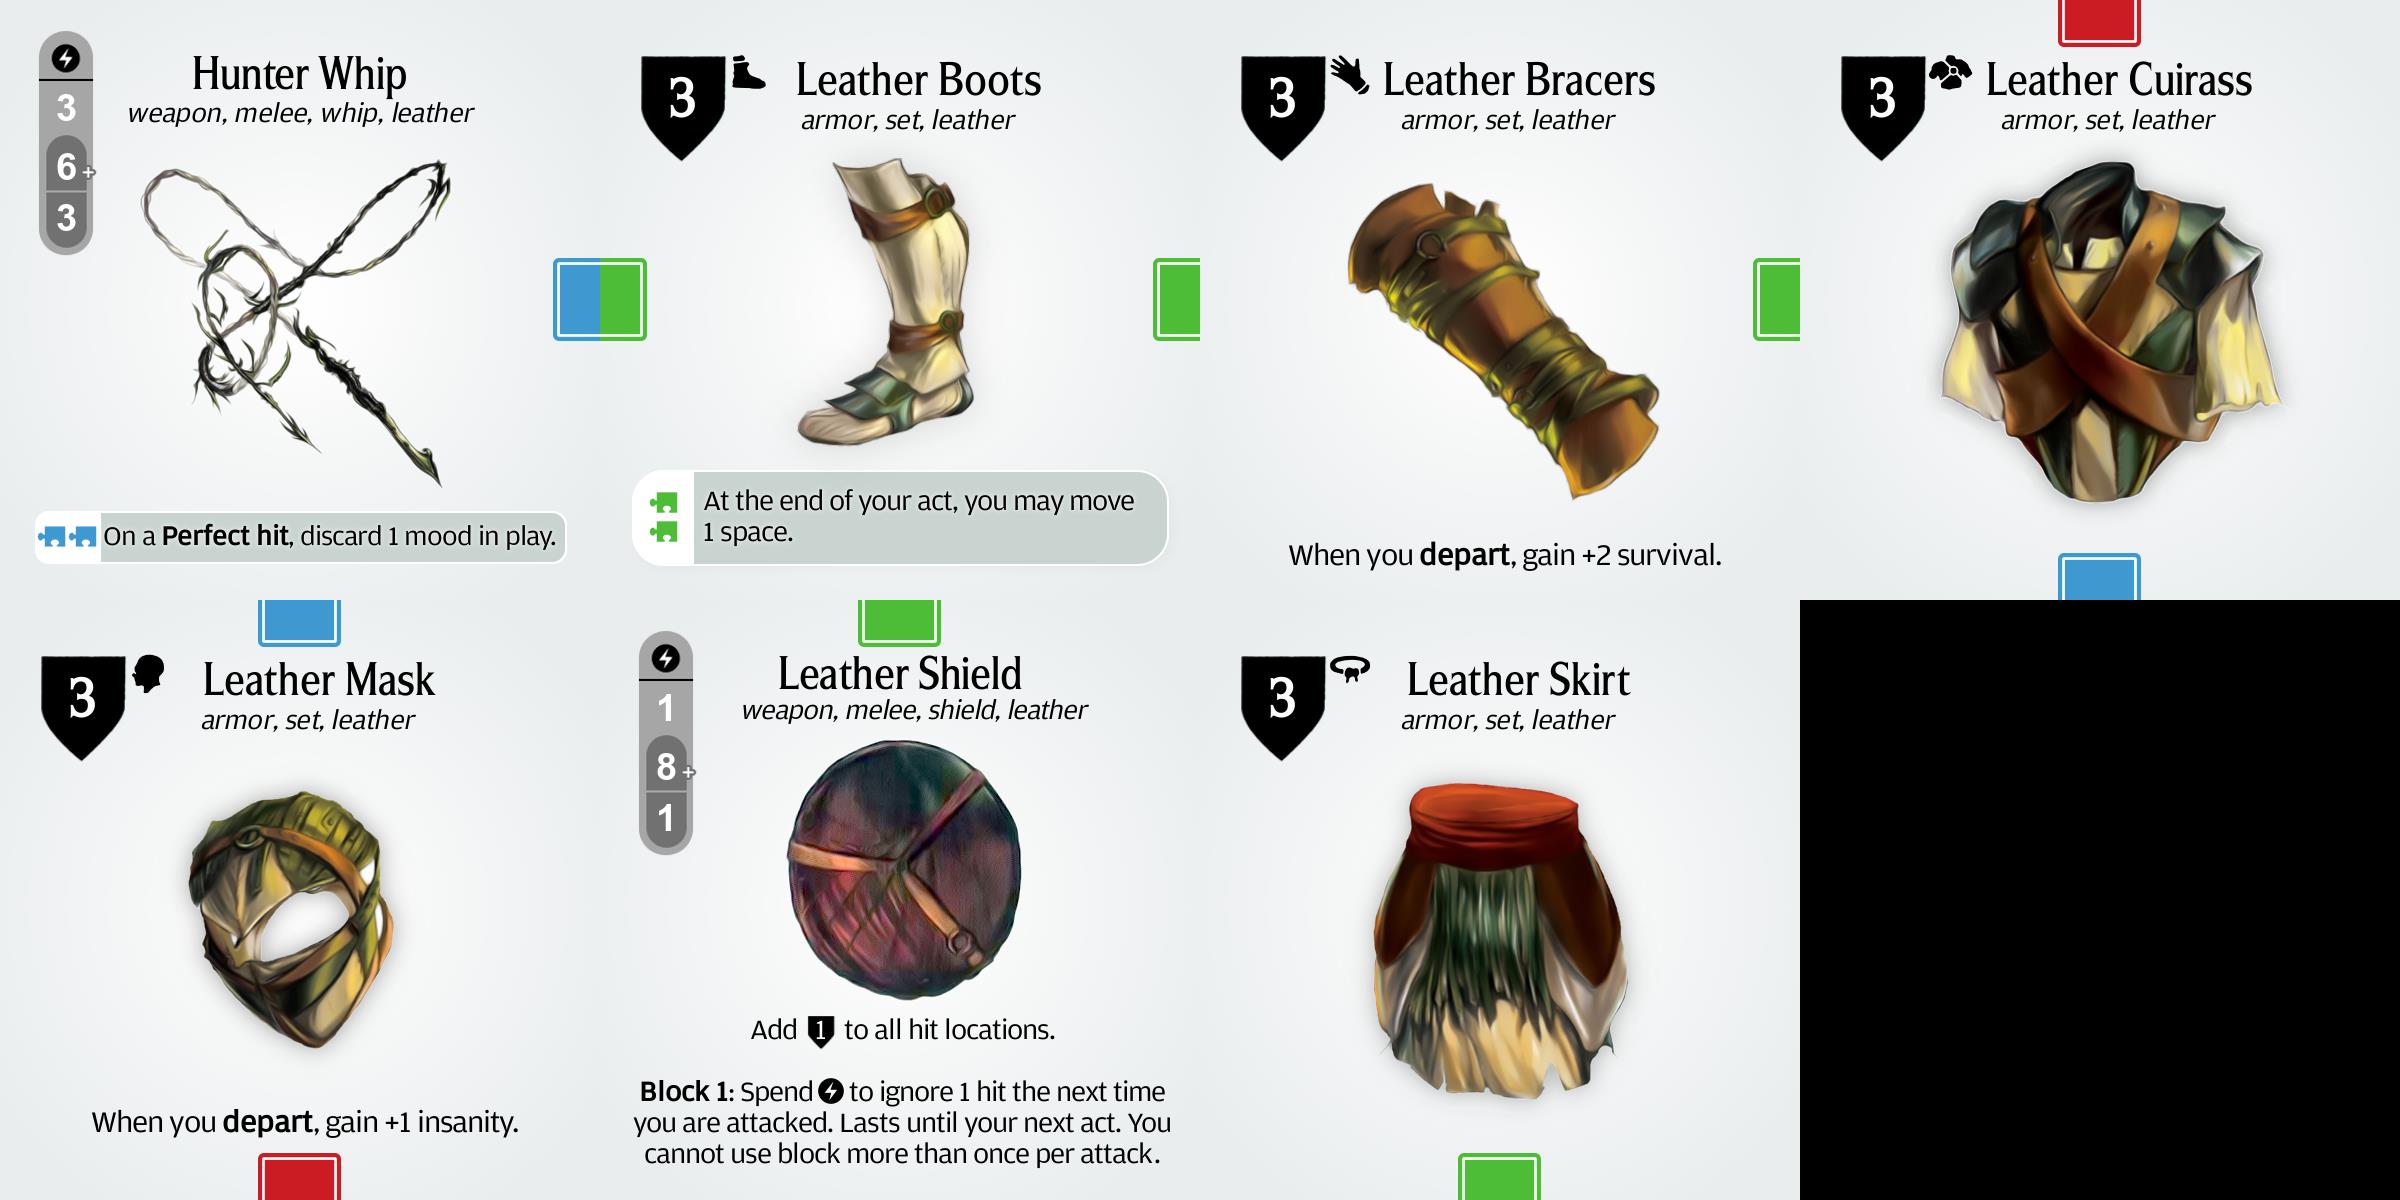 Hunter Whip
weapon, melee, whip, leather
3
6+
3
On a Perfect hit, discard 1 mood in play.
3
Leather Boots
armor, set, leather
At the end of your act, you may move
1 space.
3
Leather Bracers
armor, set, leather
When you depart, gain +2 survival.
3
Leather Cuirass
armor, set, leather
3
Leather Mask
armor, set, leather
When you depart, gain +1 insanity.
Leather Shield
weapon, melee, shield, leather
1
8+
1
Add 1 to all hit locations.
Block 1: Spend to ignore 1 hit the next time
you are attacked. Lasts until your next act. You
cannot use block more than once per attack.
3
Leather Skirt
armor, set, leather